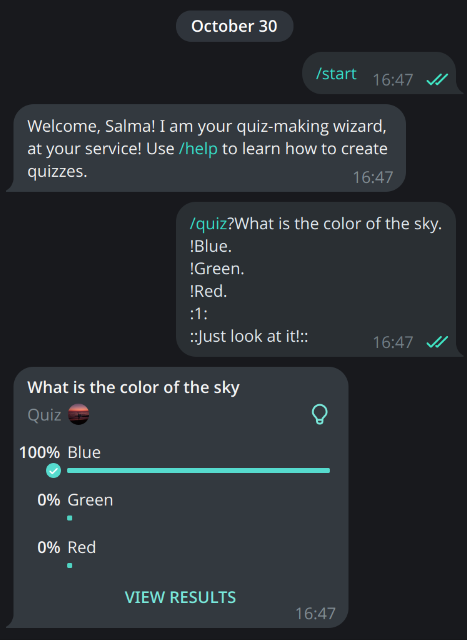 October 30
/start 16:47
Welcome, Salma! I am your quiz-making wizard,
at your service! Use /help to learn how to create
quizzes.
16:47
/quiz?What is the color of the sky.
!Blue.
!Green.
!Red.
:1:
::Just look at it!::
16:47
What is the color of the sky
Quiz
100% Blue
0% Green
0% Red
VIEW RESULTS
16:47